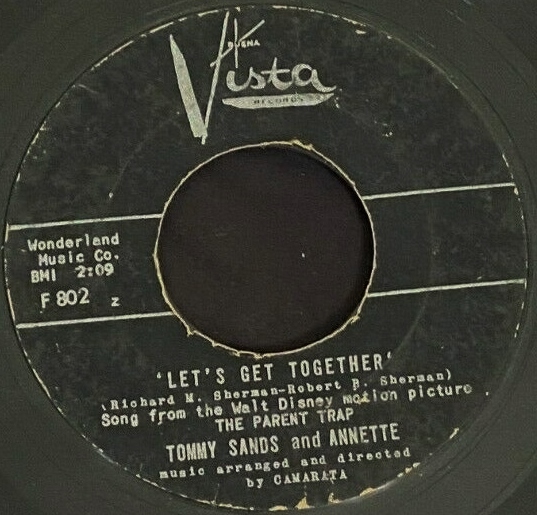 BUENA
Vista
RECORDS
Wonderland
Music Co.
BMI 2:09
F 802 z
'LET'S GET TOGETHER'
(Richard M. Sherman-Robert B. Sherman)
Song from the Walt Disney motion picture
THE PARENT TRAP
TOMMY SANDS and ANNETTE
music arranged and directed
by CAMARATA